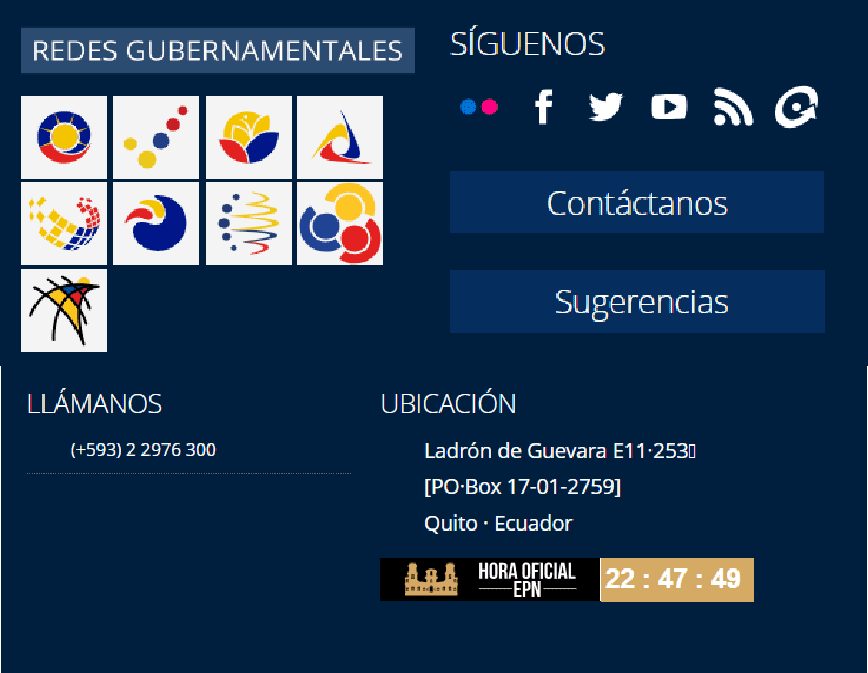 REDES GUBERNAMENTALES
SÍGUENOS
Contáctanos
Sugerencias
LLÁMANOS
(+593) 2 2976 300
UBICACIÓN
Ladrón de Guevara E11·253
[PO·Box 17-01-2759]
Quito · Ecuador
HORA OFICIAL
EPN
22 : 47 : 49